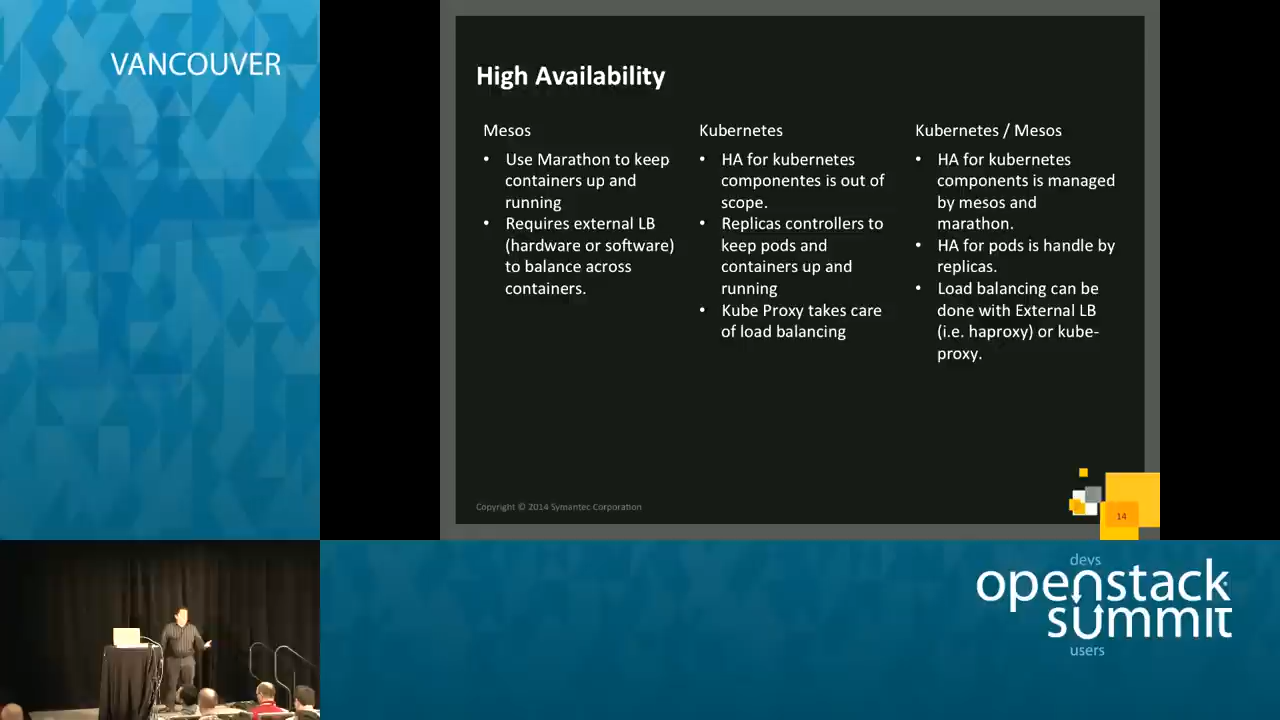 VANCOUVER
High Availability
Mesos
• Use Marathon to keep
containers up and
running
• Requires external LB
(hardware or software)
to balance across
containers.
Kubernetes
• HA for kubernetes
componentes is out of
scope.
• Replicas controllers to
keep pods and
containers up and
running
• Kube Proxy takes care
of load balancing
Kubernetes / Mesos
• HA for kubernetes
components is managed
by mesos and
marathon.
• HA for pods is handle by
replicas.
• Load balancing can be
done with External LB
(i.e. haproxy) or kube-
proxy.
Copyright © 2014 Symantec Corporation
14
devs
openstack
summit
users